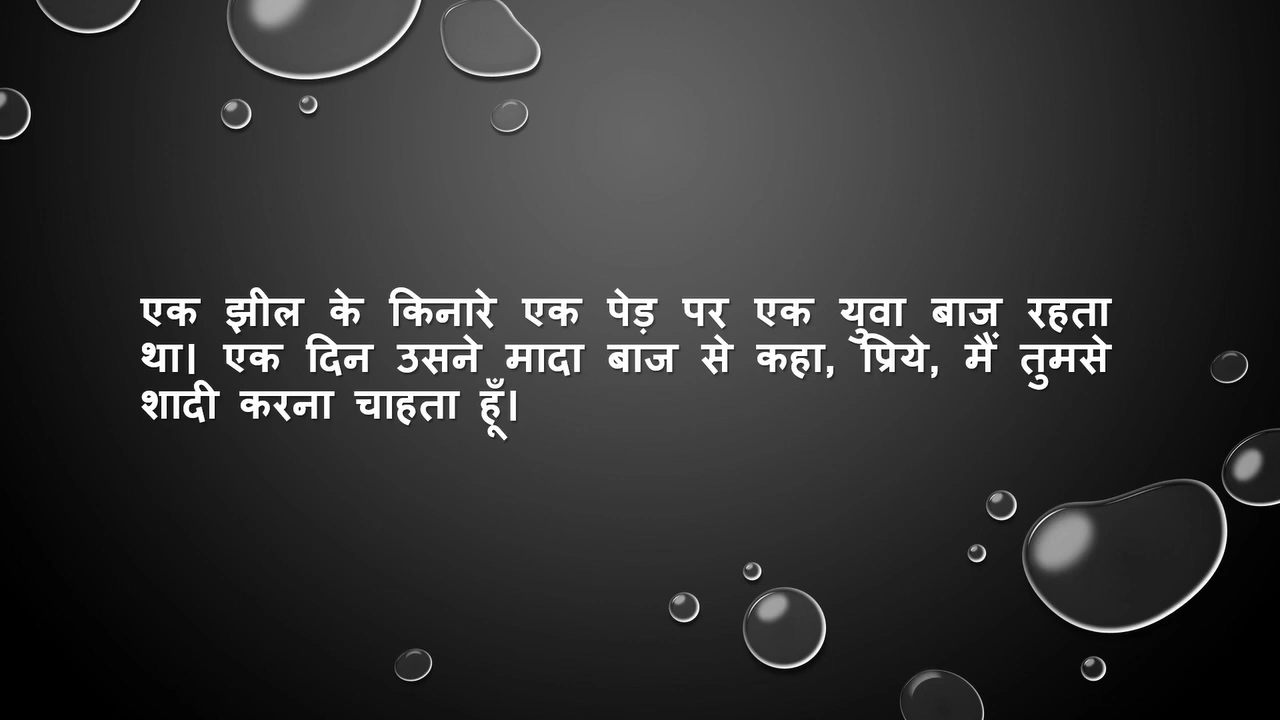 एक झील के किनारे एक पेड़ पर एक युवा बाज रहता
था। एक दिन उसने मादा बाज से कहा, प्रिये, मैं तुमसे
शादी करना चाहता हूँ।